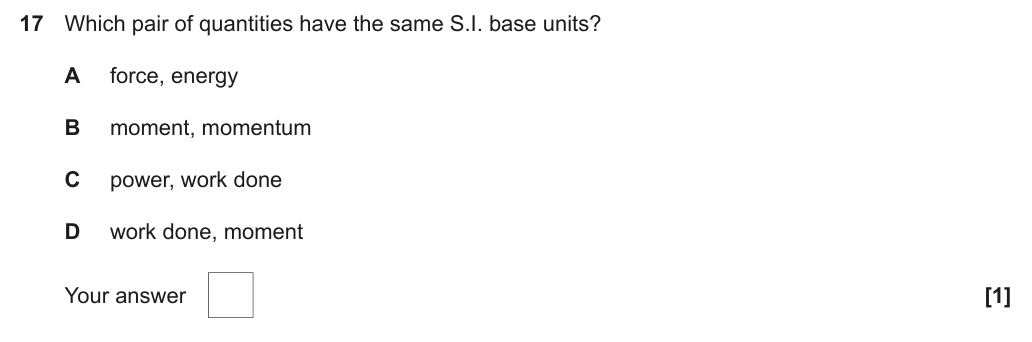 17 Which pair of quantities have the same S.I. base units?
A force, energy
B moment, momentum
C power, work done
D work done, moment
Your answer [1]